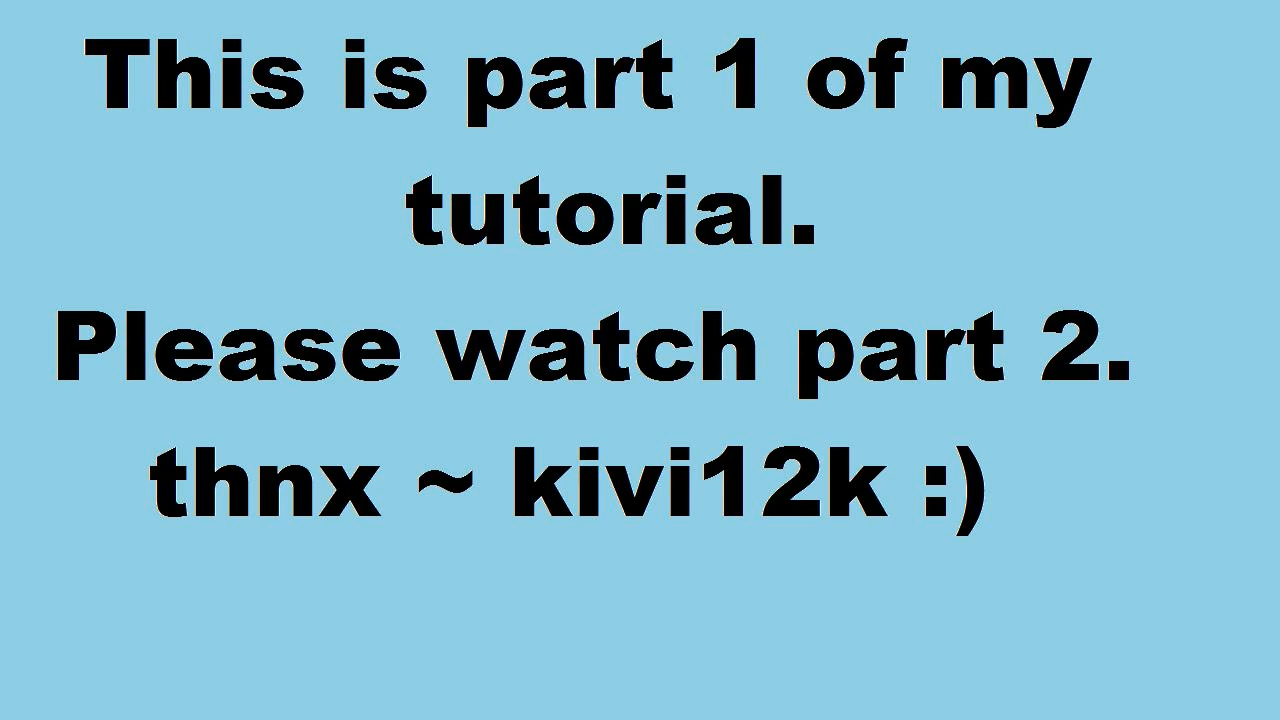 This is part 1 of my
tutorial.
Please watch part 2.
thnx ~ kivi12k :)